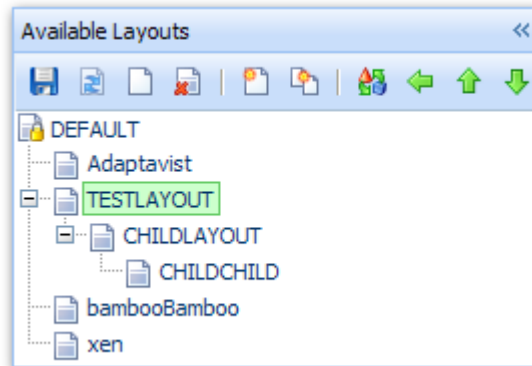 Available Layouts
DEFAULT
Adaptavist
TESTLAYOUT
CHILDLAYOUT
CHILDCHILD
bambooBamboo
xen